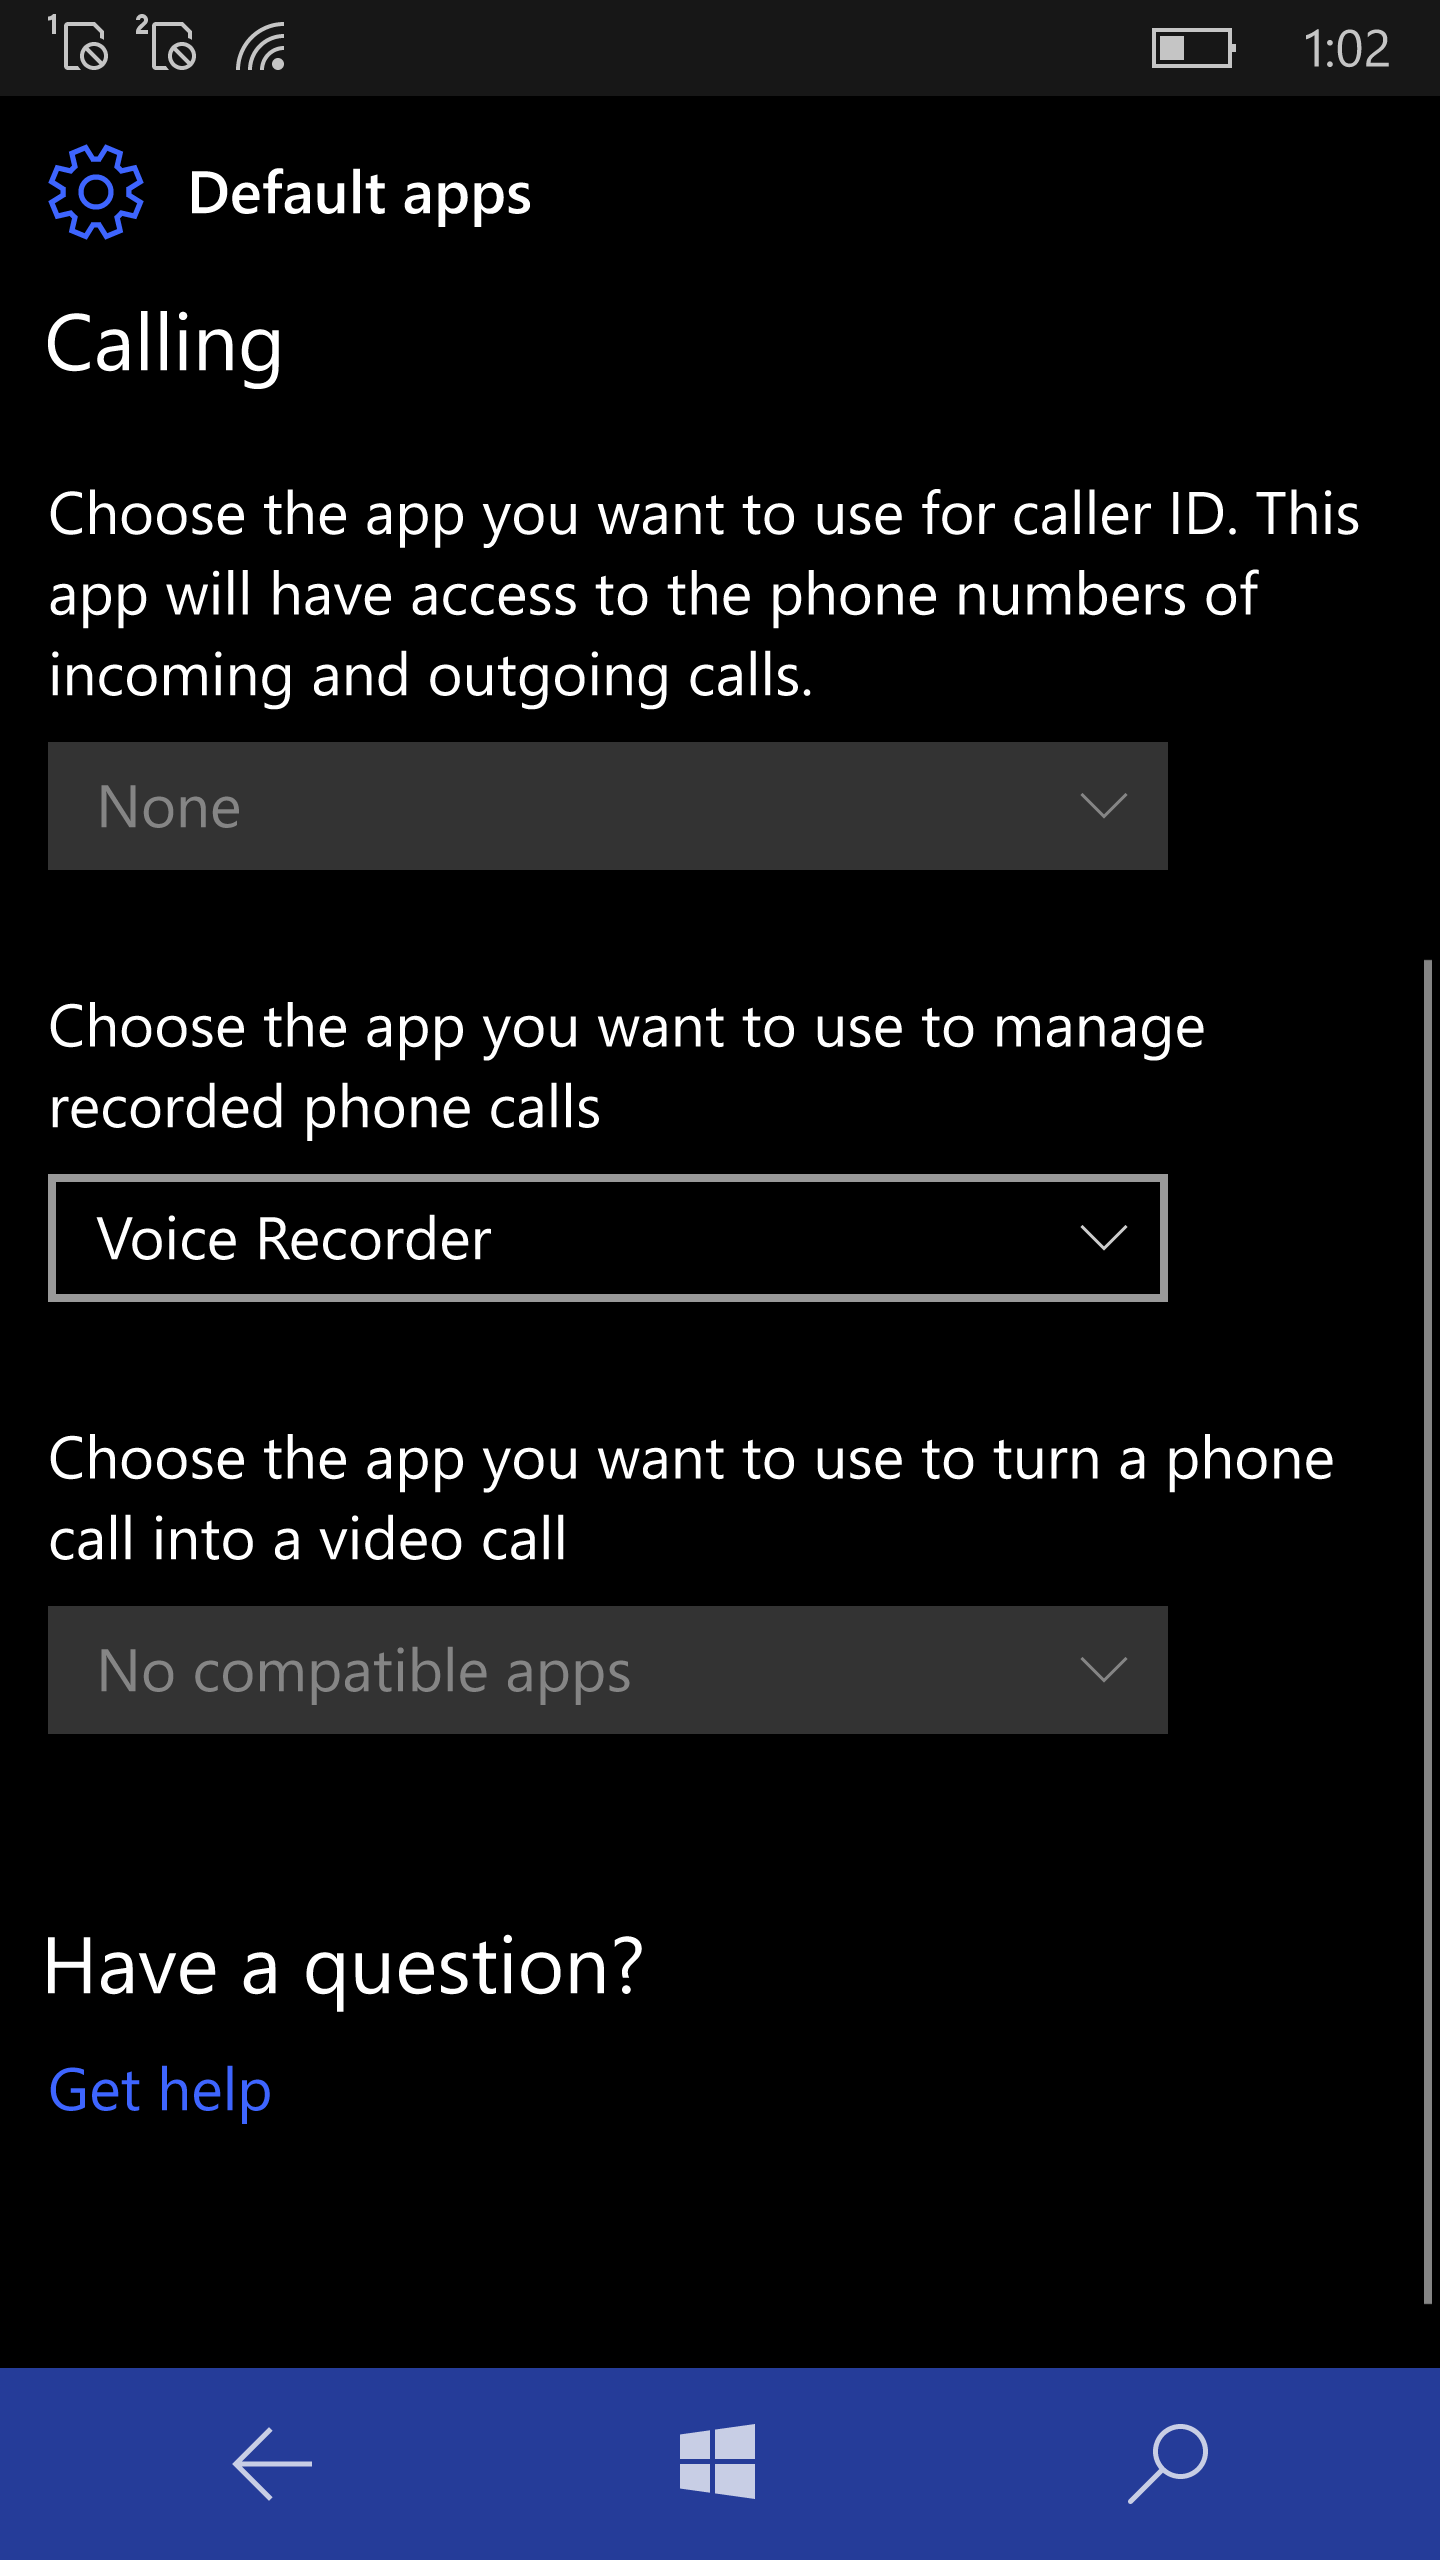 1 2 1:02
Default apps
Calling
Choose the app you want to use for caller ID. This
app will have access to the phone numbers of
incoming and outgoing calls.
None
Choose the app you want to use to manage
recorded phone calls
Voice Recorder
Choose the app you want to use to turn a phone
call into a video call
No compatible apps
Have a question?
Get help